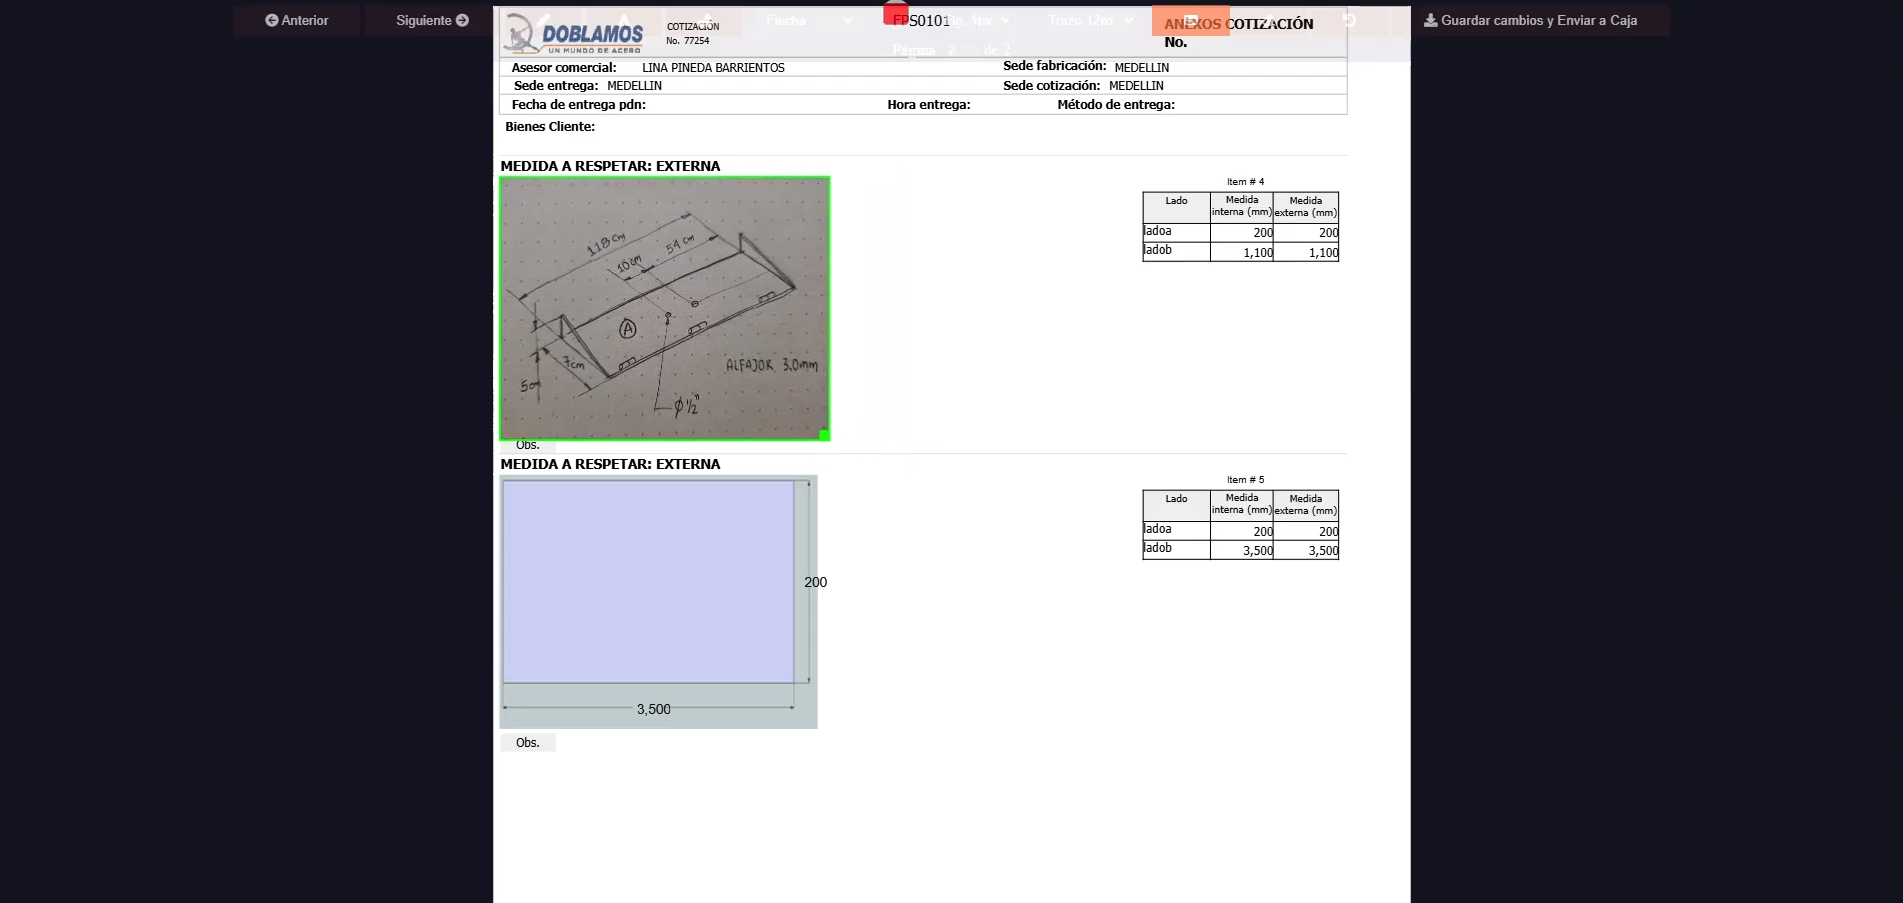 Anterior
Siguiente
Flecha
FPS0101
1px
Trazo 12px
Guardar cambios y Enviar a Caja
Página 2 de 2
DOBLAMOS
UN MUNDO DE ACERO
COTIZACIÓN
No. 77254
ANEXOS COTIZACIÓN
No.
Asesor comercial: LINA PINEDA BARRIENTOS
Sede fabricación: MEDELLIN
Sede entrega: MEDELLIN
Sede cotización: MEDELLIN
Fecha de entrega pdn:
Hora entrega:
Método de entrega:
Bienes Cliente:
MEDIDA A RESPETAR: EXTERNA
118 cm
54 cm
10cm
A
7cm
5cm
ALFAJOR 3.0mm
φ ½"
Item # 4
Lado Medida interna (mm) Medida externa (mm)
ladoa 200 200
ladob 1,100 1,100
Obs.
MEDIDA A RESPETAR: EXTERNA
200
3,500
Item # 5
Lado Medida interna (mm) Medida externa (mm)
ladoa 200 200
ladob 3,500 3,500
Obs.